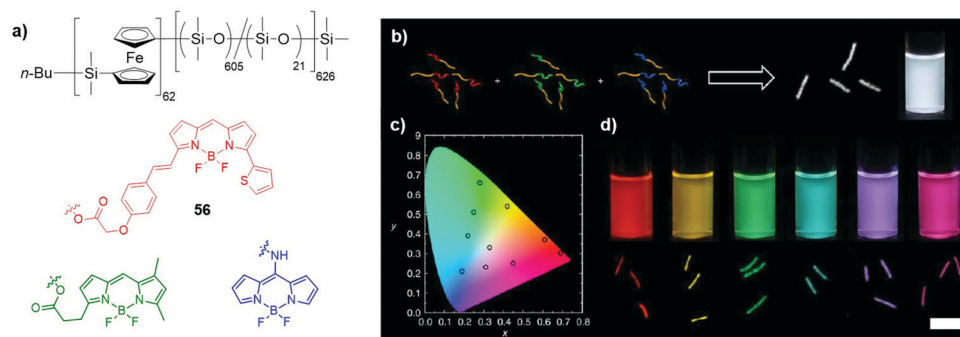 a)
Si
O
Si
O
Si
605
21
626
Fe
n-Bu
Si
62
N
N
B
F
F
S
O
O
O
56
NH
O
O
N
N
B
F
F
N
N
B
F
F
b)
+
+
c)
d)
0.9
0.8
0.7
0.6
0.5
y
0.4
0.3
0.2
0.1
0.0
0.0 0.1 0.2 0.3 0.4 0.5 0.6 0.7 0.8
x